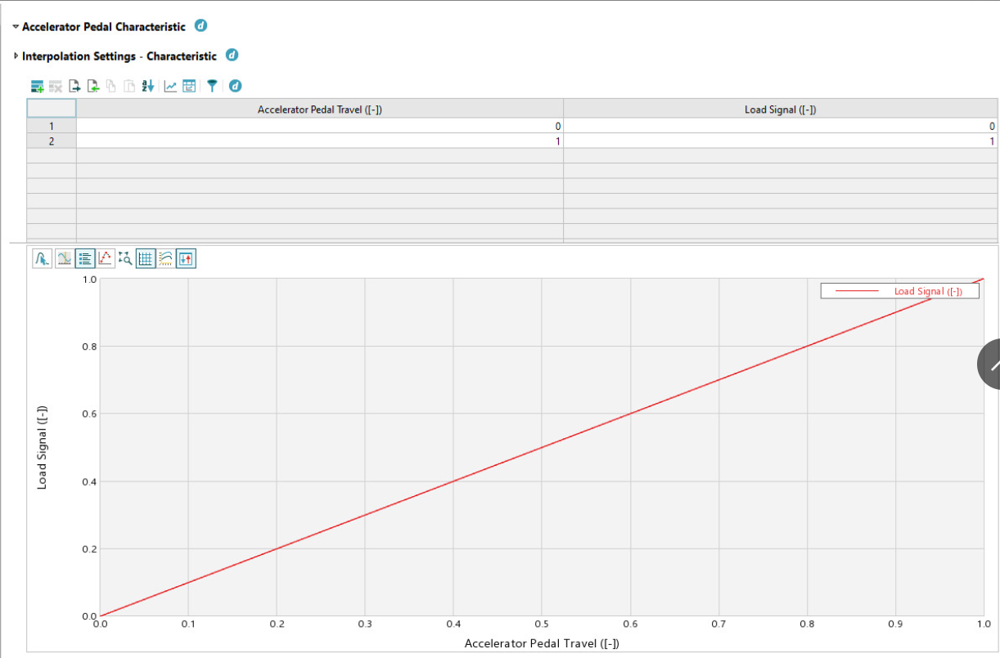 Accelerator Pedal Characteristic d
Interpolation Settings - Characteristic d
d
Accelerator Pedal Travel ([-]) Load Signal ([-])
1 0 0
2 1 1
1.0
Load Signal ([-])
0.8
0.6
Load Signal ([-])
0.4
0.2
0.0
0.0 0.1 0.2 0.3 0.4 0.5 0.6 0.7 0.8 0.9 1.0
Accelerator Pedal Travel ([-])